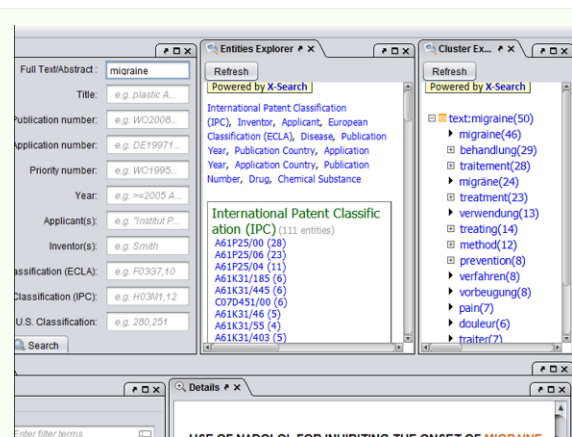 Full Text/Abstract :
migraine
Title:
e.g. plastic A...
Publication number:
e.g. WO2008...
Application number:
e.g. DE19971...
Priority number:
e.g. WO1995...
Year:
e.g. >=2005 A...
Applicant(s):
e.g. "Institut P...
Inventor(s):
e.g. Smith
assification (ECLA):
e.g. F03G7,10
Classification (IPC):
e.g. H03M1,12
U.S. Classification:
e.g. 280,251
Search
Entities Explorer
Refresh
Powered by X-Search
International Patent Classification
(IPC), Inventor, Applicant, European
Classification (ECLA), Disease, Publication
Year, Publication Country, Application
Year, Application Country, Publication
Number, Drug, Chemical Substance
International Patent Classific
ation (IPC) (111 entities)
A61P25/00 (28)
A61P25/06 (23)
A61P25/04 (11)
A61K31/185 (6)
A61K31/445 (6)
C07D451/00 (6)
A61K31/46 (5)
A61K31/55 (4)
A61K31/403 (5)
Cluster Ex...
Refresh
Powered by X-Search
text:migraine(50)
migraine(46)
behandlung(29)
traitement(28)
migräne(24)
treatment(23)
verwendung(13)
treating(14)
method(12)
prevention(8)
verfahren(8)
vorbeugung(8)
pain(7)
douleur(6)
traiter(7)
Enter filter terms
Details
USE OF NADOLOL FOR INHIBITING THE ONSET OF MIGRAINE